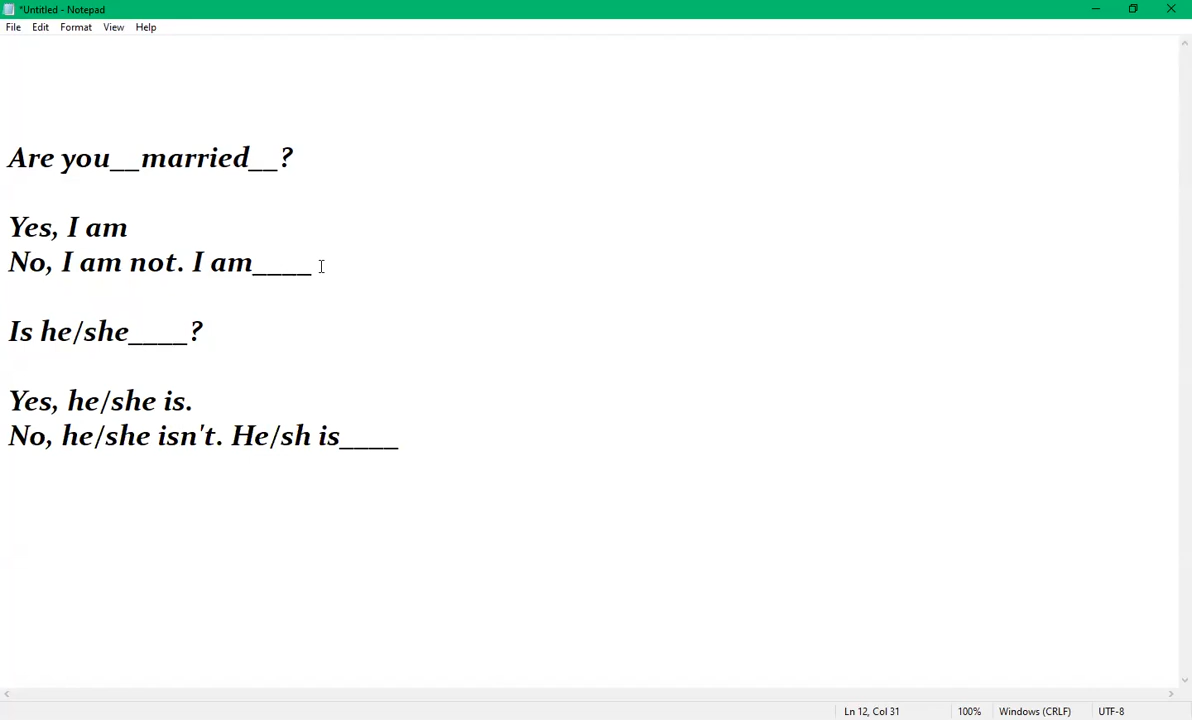 *Untitled - Notepad
File Edit Format View Help
Are you__married__?
Yes, I am
No, I am not. I am____
Is he/she____?
Yes, he/she is.
No, he/she isn't. He/sh is____
Ln 12, Col 31 100% Windows (CRLF) UTF-8